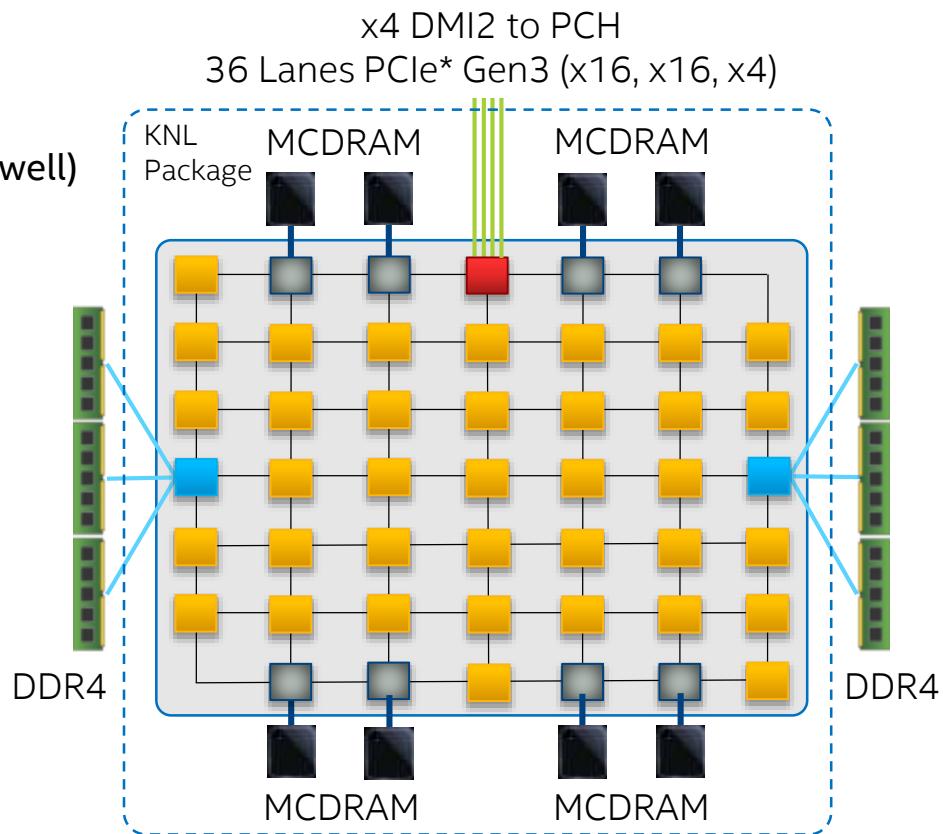 x4 DMI2 to PCH
36 Lanes PCIe* Gen3 (x16, x16, x4)
KNL
Package
MCDRAM
MCDRAM
well)
DDR4
DDR4
MCDRAM
MCDRAM